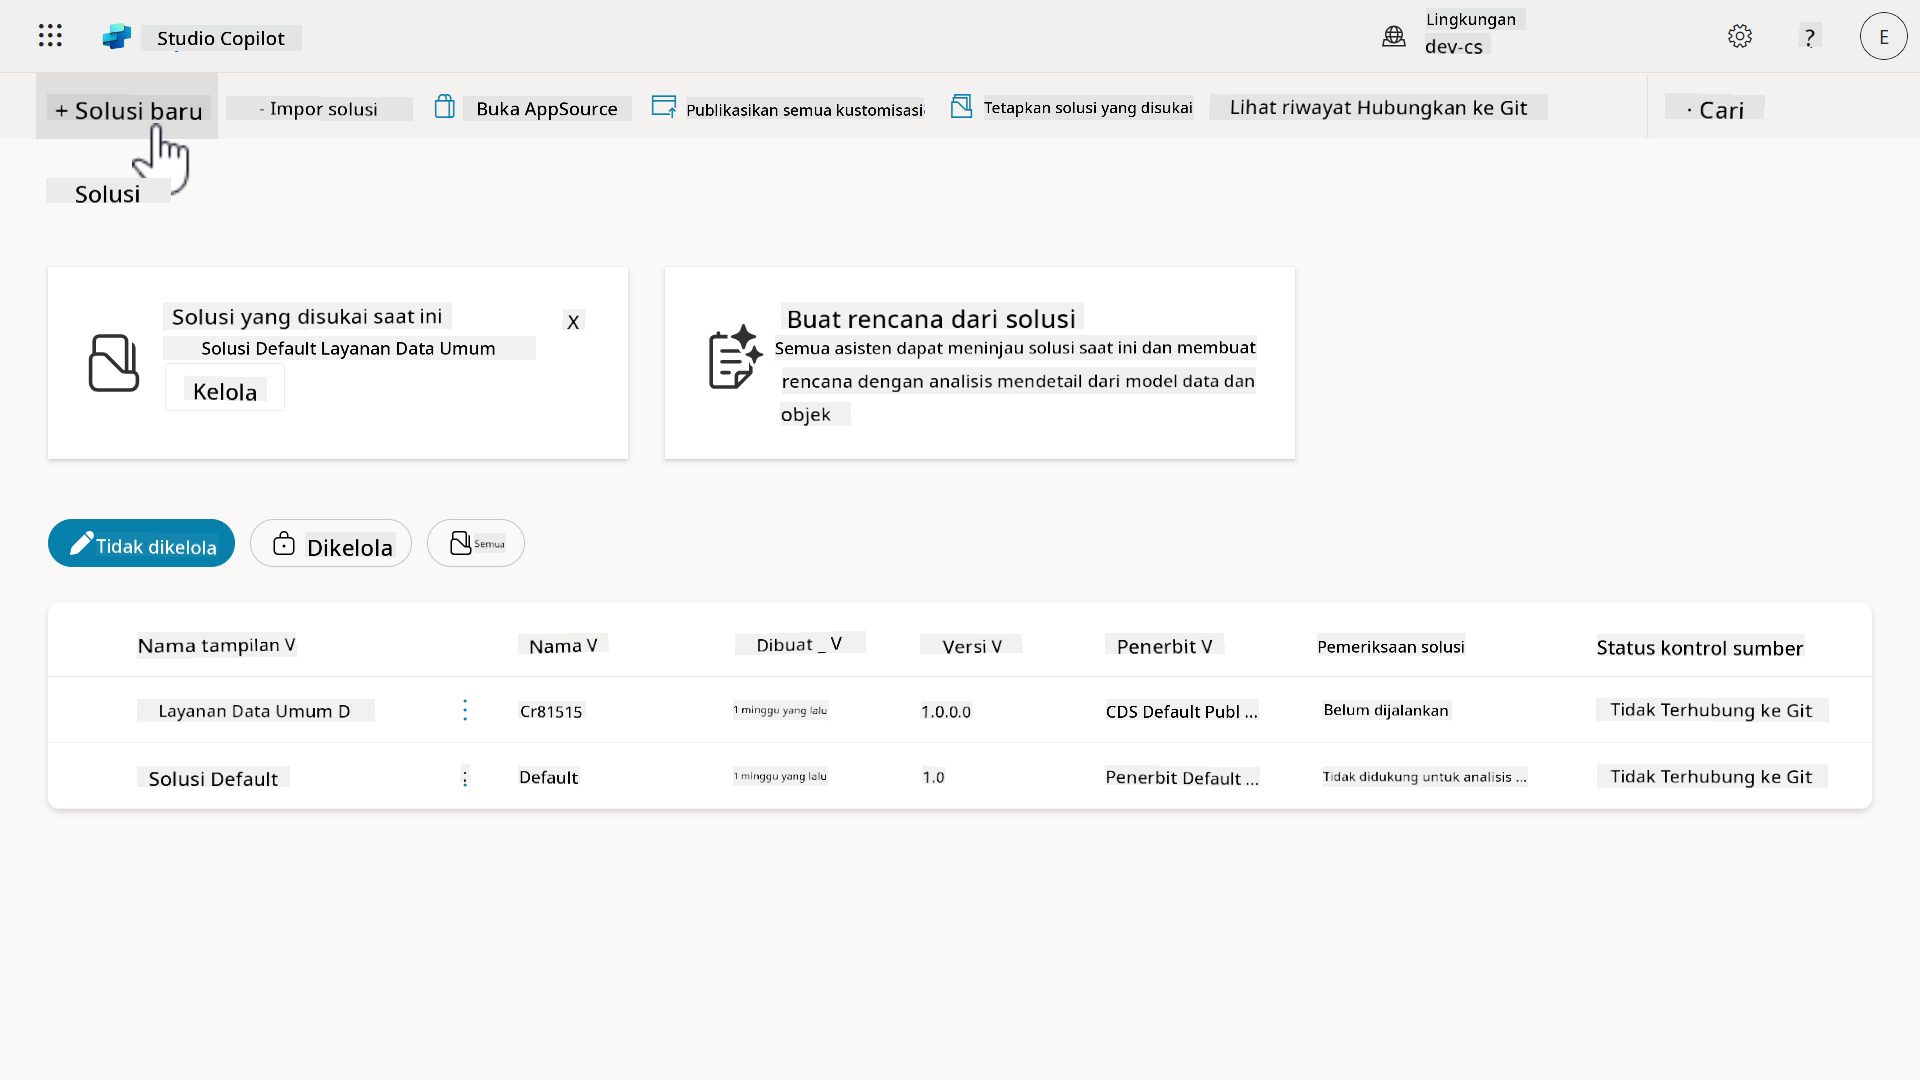 Studio Copilot
Lingkungan
dev-cs
?
E
+ Solusi baru
- Impor solusi
Buka AppSource
Publikasikan semua kustomisasi
Tetapkan solusi yang disukai
Lihat riwayat Hubungkan ke Git
· Cari
Solusi
Solusi yang disukai saat ini
X
Solusi Default Layanan Data Umum
Kelola
Buat rencana dari solusi
Semua asisten dapat meninjau solusi saat ini dan membuat
rencana dengan analisis mendetail dari model data dan
objek
Tidak dikelola
Dikelola
Semua
Nama tampilan V
Nama V
Dibuat _ V
Versi V
Penerbit V
Pemeriksaan solusi
Status kontrol sumber
Layanan Data Umum D
Cr81515
1 minggu yang lalu
1.0.0.0
CDS Default Publ ...
Belum dijalankan
Tidak Terhubung ke Git
Solusi Default
Default
1 minggu yang lalu
1.0
Penerbit Default ...
Tidak didukung untuk analisis ...
Tidak Terhubung ke Git